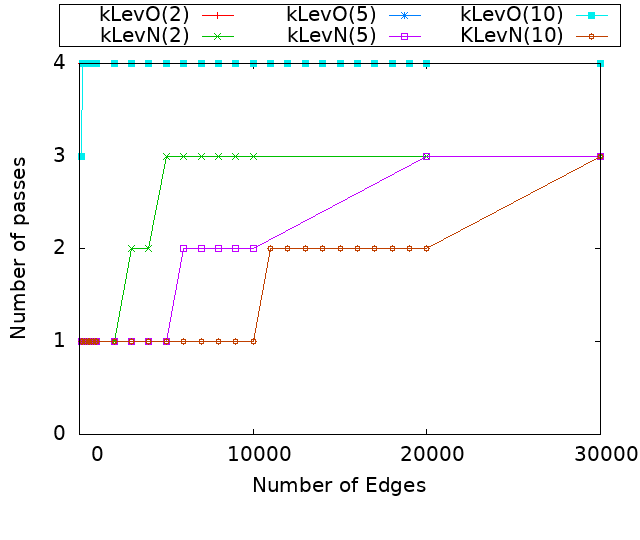 kLevO(2) kLevO(5) kLevO(10)
kLevN(2) kLevN(5) KLevN(10)
4
3
2
1
0
Number of passes
0 10000 20000 30000
Number of Edges